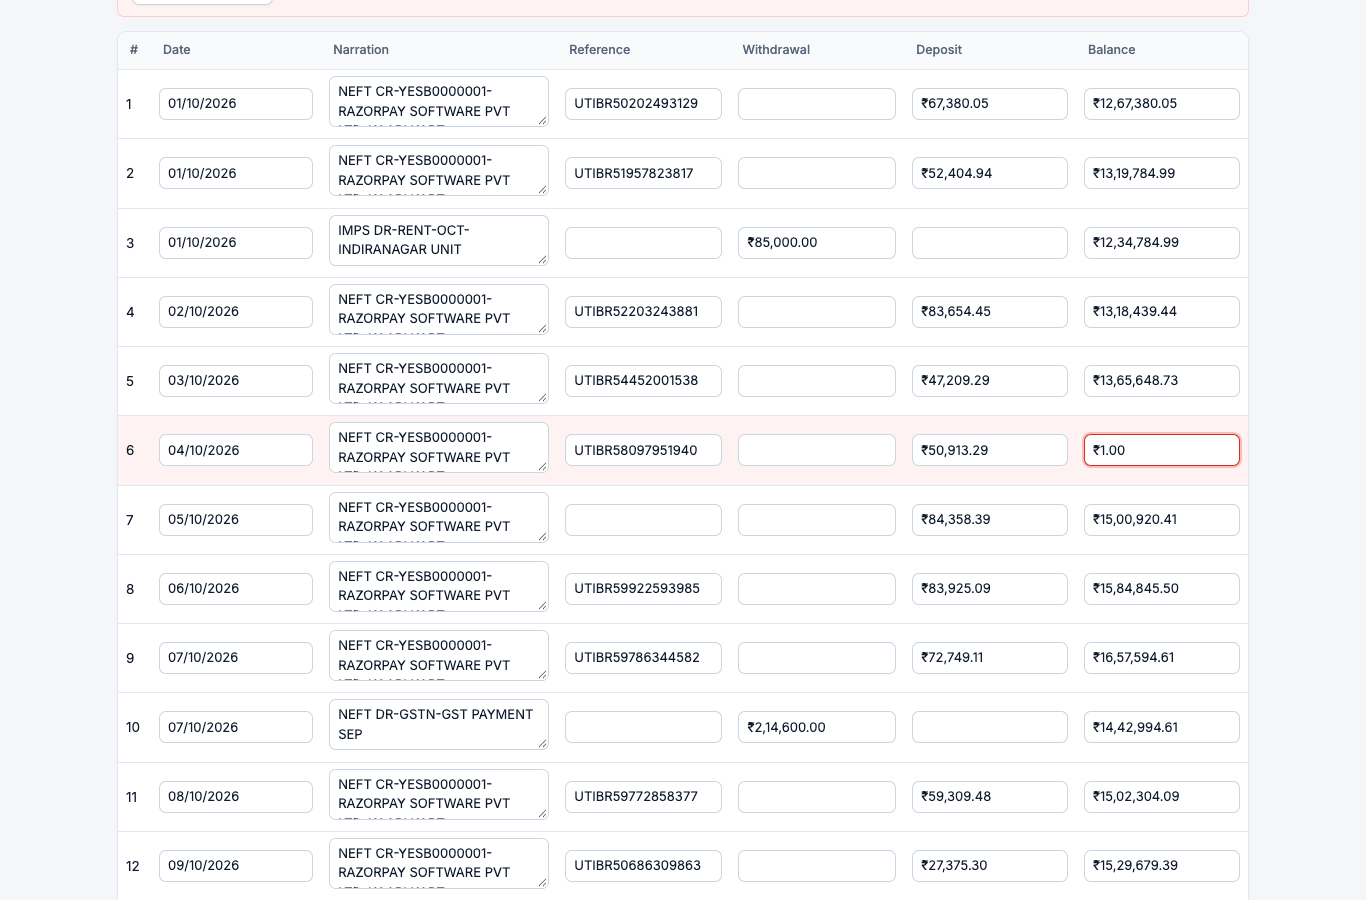 # Date Narration Reference Withdrawal Deposit Balance
1 01/10/2026 NEFT CR-YESB0000001- UTIBR50202493129 ₹67,380.05 ₹12,67,380.05
RAZORPAY SOFTWARE PVT
2 01/10/2026 NEFT CR-YESB0000001- UTIBR51957823817 ₹52,404.94 ₹13,19,784.99
RAZORPAY SOFTWARE PVT
3 01/10/2026 IMPS DR-RENT-OCT- ₹85,000.00 ₹12,34,784.99
INDIRANAGAR UNIT
4 02/10/2026 NEFT CR-YESB0000001- UTIBR52203243881 ₹83,654.45 ₹13,18,439.44
RAZORPAY SOFTWARE PVT
5 03/10/2026 NEFT CR-YESB0000001- UTIBR54452001538 ₹47,209.29 ₹13,65,648.73
RAZORPAY SOFTWARE PVT
6 04/10/2026 NEFT CR-YESB0000001- UTIBR58097951940 ₹50,913.29 ₹1.00
RAZORPAY SOFTWARE PVT
7 05/10/2026 NEFT CR-YESB0000001- ₹84,358.39 ₹15,00,920.41
RAZORPAY SOFTWARE PVT
8 06/10/2026 NEFT CR-YESB0000001- UTIBR59922593985 ₹83,925.09 ₹15,84,845.50
RAZORPAY SOFTWARE PVT
9 07/10/2026 NEFT CR-YESB0000001- UTIBR59786344582 ₹72,749.11 ₹16,57,594.61
RAZORPAY SOFTWARE PVT
10 07/10/2026 NEFT DR-GSTN-GST PAYMENT ₹2,14,600.00 ₹14,42,994.61
SEP
11 08/10/2026 NEFT CR-YESB0000001- UTIBR59772858377 ₹59,309.48 ₹15,02,304.09
RAZORPAY SOFTWARE PVT
12 09/10/2026 NEFT CR-YESB0000001- UTIBR50686309863 ₹27,375.30 ₹15,29,679.39
RAZORPAY SOFTWARE PVT